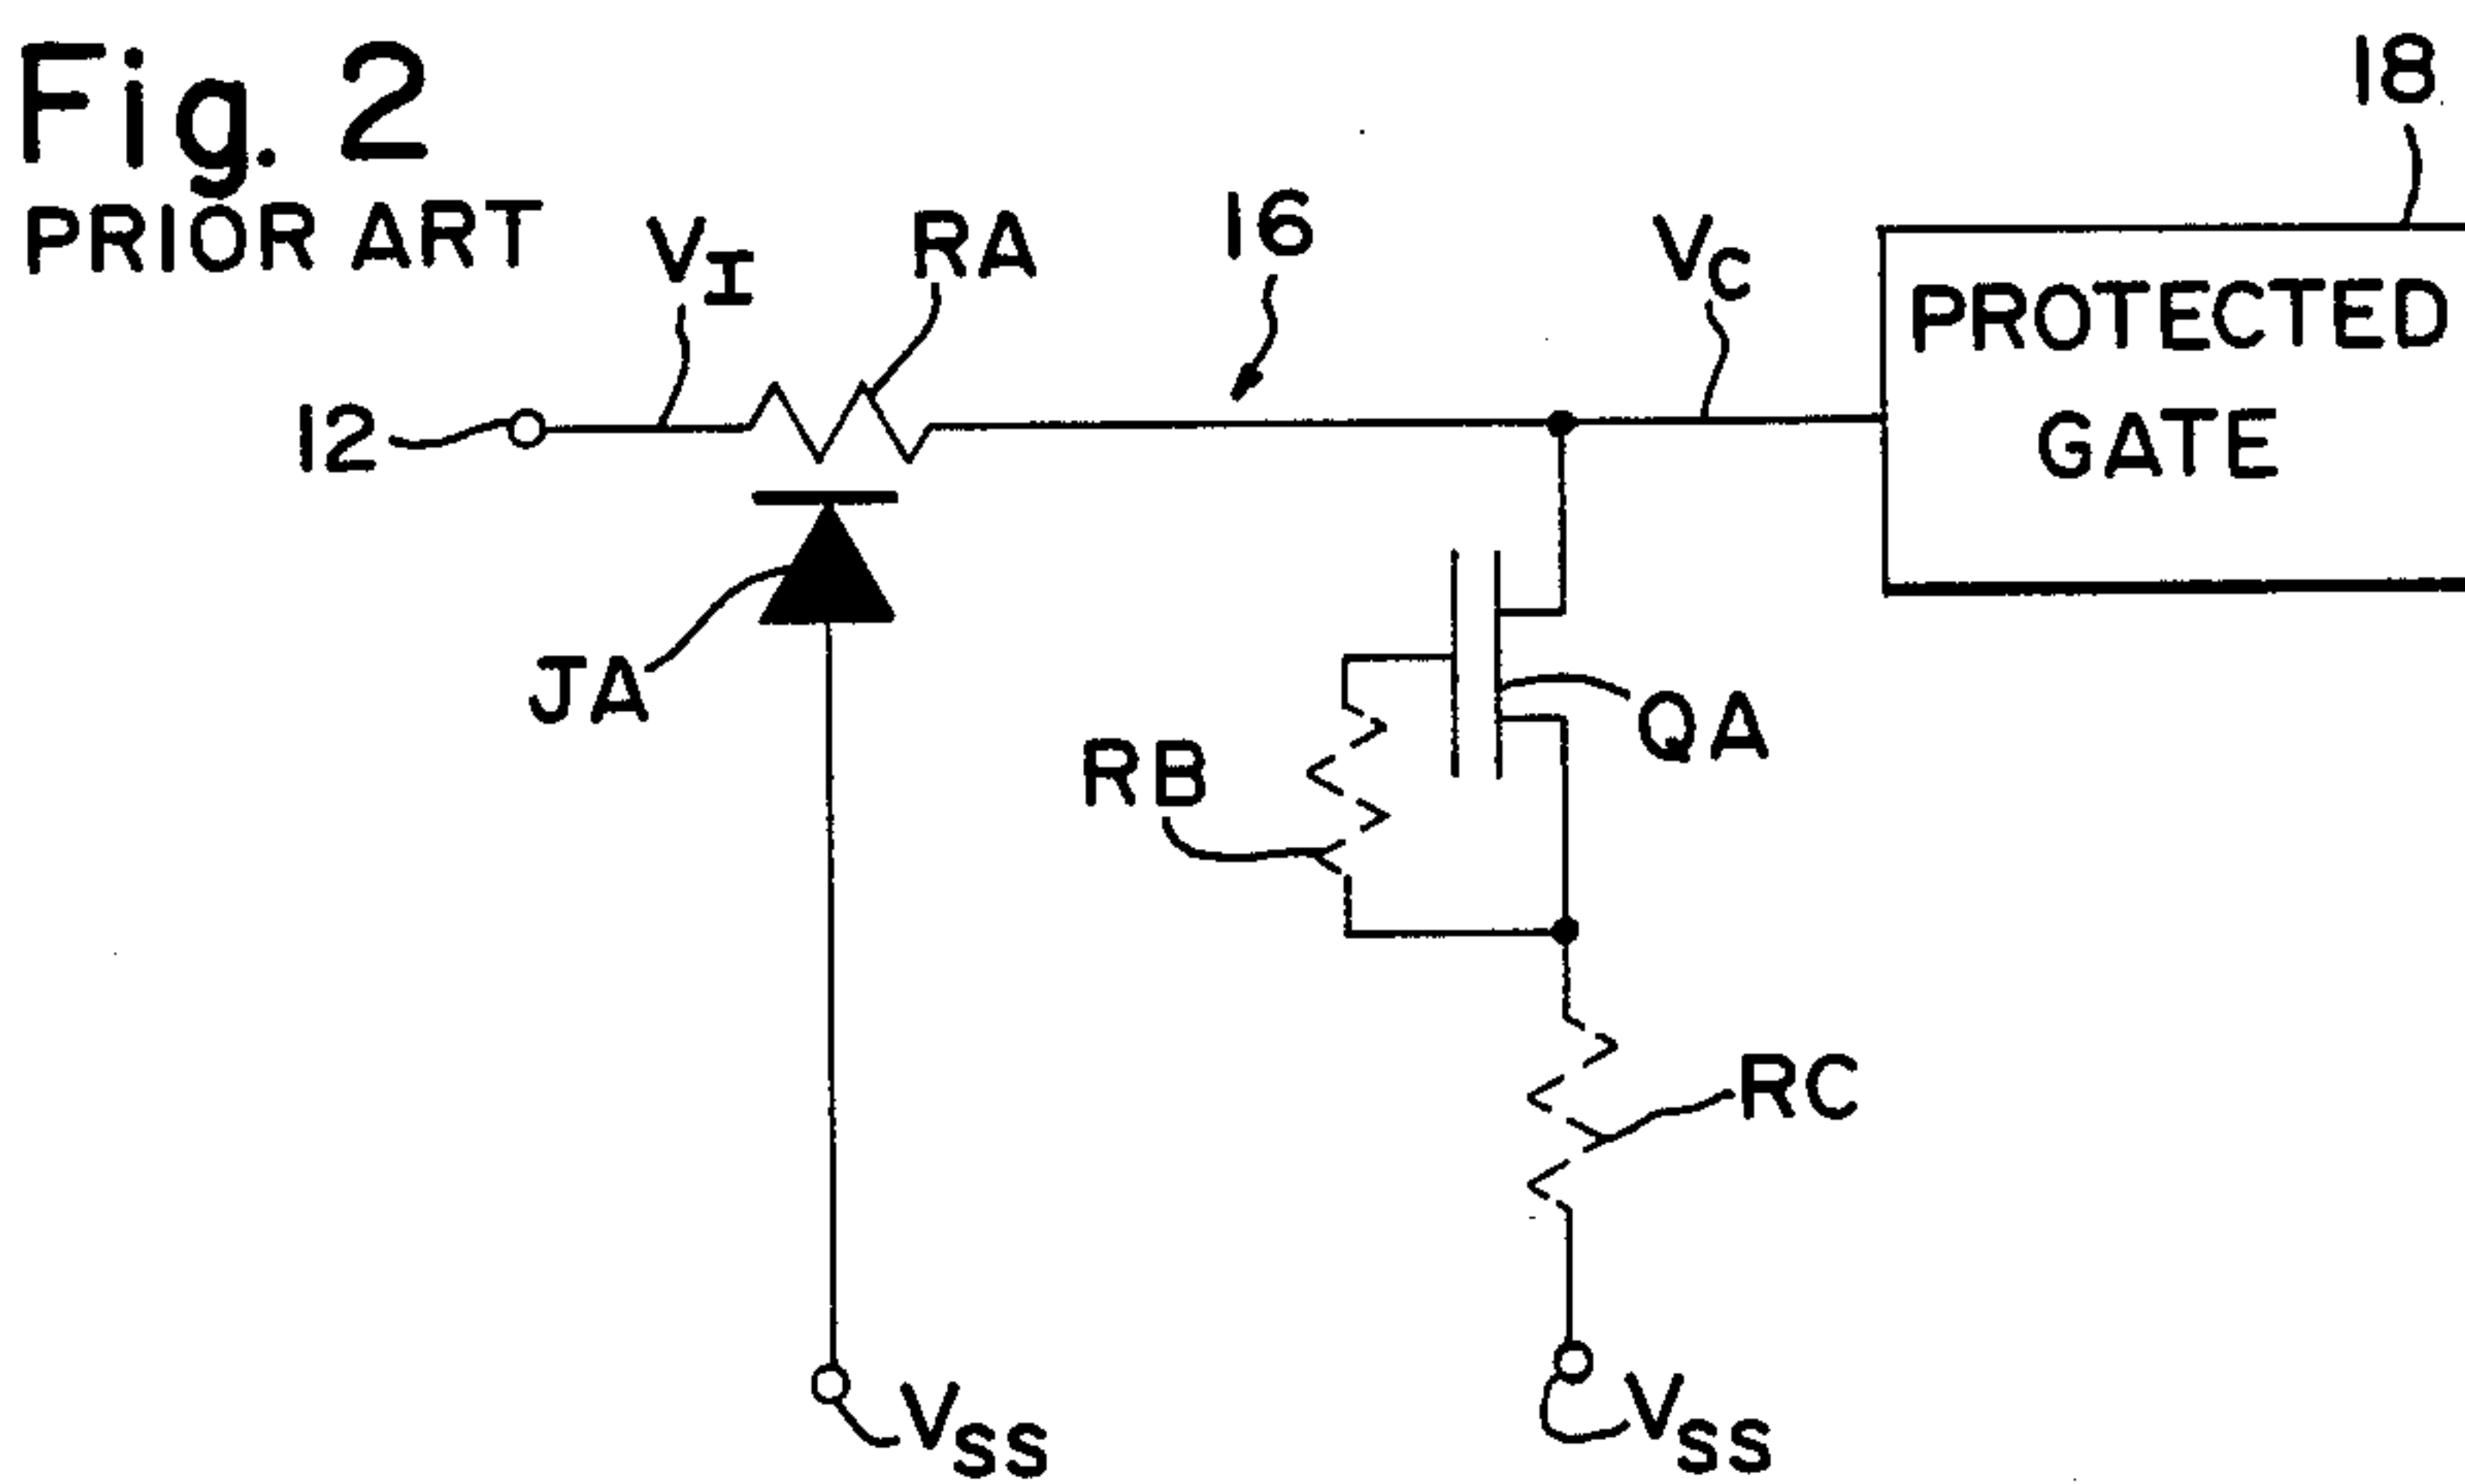 Fig. 2
PRIOR ART
VI
RA
16
VC
18
PROTECTED
GATE
12
JA
RB
QA
RC
VSS
VSS